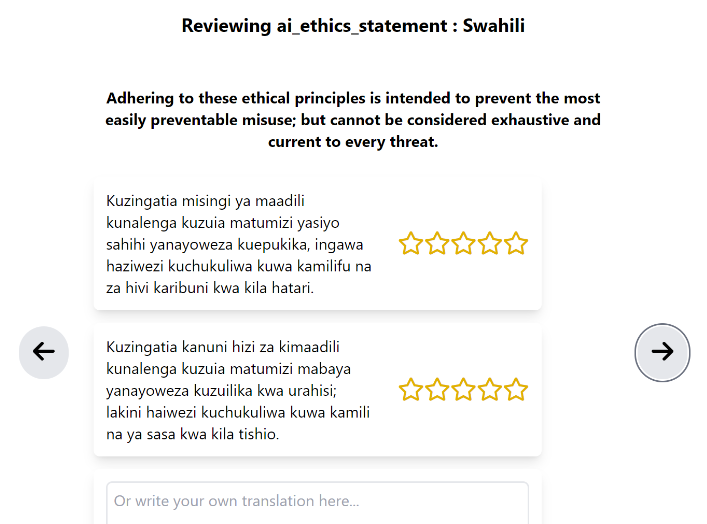 Reviewing ai_ethics_statement : Swahili
Adhering to these ethical principles is intended to prevent the most
easily preventable misuse; but cannot be considered exhaustive and
current to every threat.
Kuzingatia misingi ya maadili
kunalenga kuzuia matumizi yasiyo
sahihi yanayoweza kuepukika, ingawa
haziwezi kuchukuliwa kuwa kamilifu na
za hivi karibuni kwa kila hatari.
Kuzingatia kanuni hizi za kimaadili
kunalenga kuzuia matumizi mabaya
yanayoweza kuzuilika kwa urahisi;
lakini haiwezi kuchukuliwa kuwa kamili
na ya sasa kwa kila tishio.
Or write your own translation here...